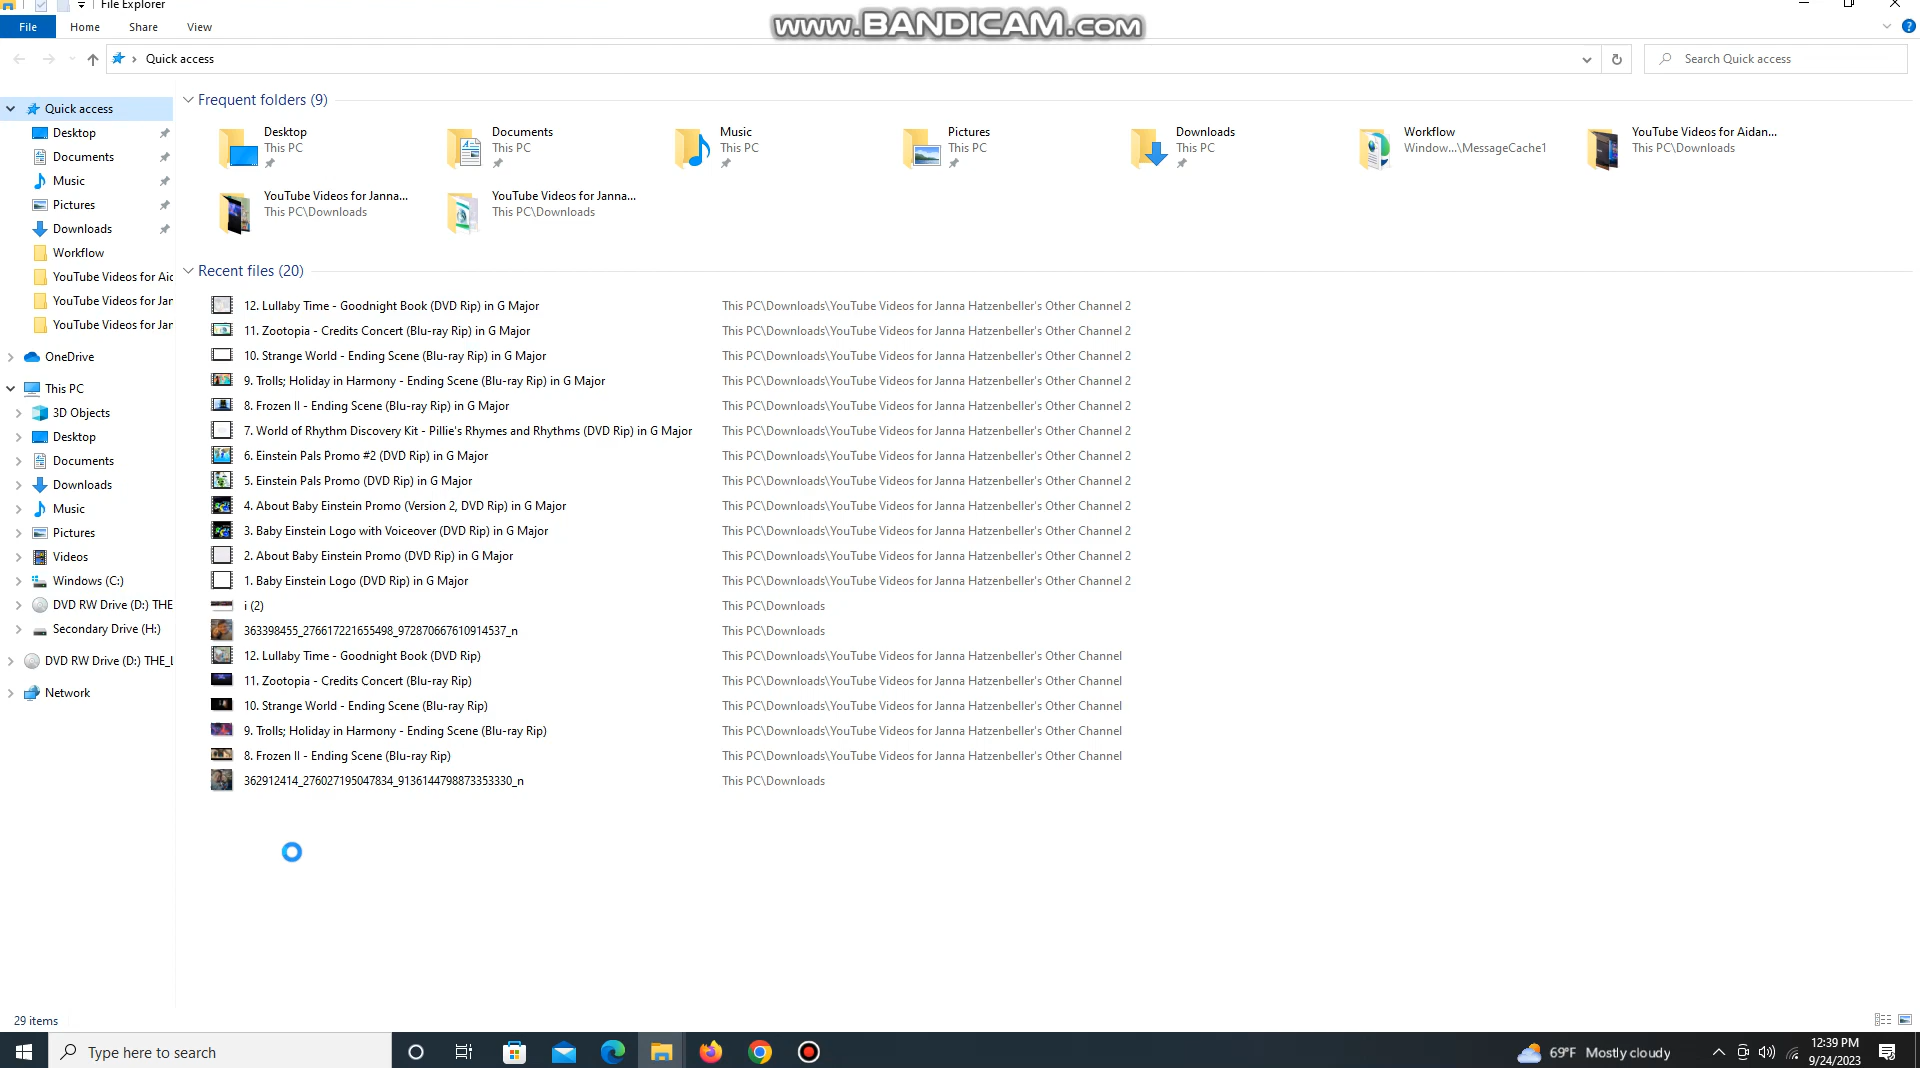 File Explorer
www.BANDICAM.com
File
Home
Share
View
Quick access
Search Quick access
Quick access
Desktop
Documents
Music
Pictures
Downloads
Workflow
YouTube Videos for Aid
YouTube Videos for Jar
YouTube Videos for Jar
OneDrive
This PC
3D Objects
Desktop
Documents
Downloads
Music
Pictures
Videos
Windows (C:)
DVD RW Drive (D:) THE
Secondary Drive (H:)
DVD RW Drive (D:) THE_L
Network
Frequent folders (9)
Desktop
This PC
Documents
This PC
Music
This PC
Pictures
This PC
Downloads
This PC
Workflow
Window...\MessageCache1
YouTube Videos for Aidan...
This PC\Downloads
YouTube Videos for Janna...
This PC\Downloads
YouTube Videos for Janna...
This PC\Downloads
Recent files (20)
12. Lullaby Time - Goodnight Book (DVD Rip) in G Major This PC\Downloads\YouTube Videos for Janna Hatzenbeller's Other Channel 2
11. Zootopia - Credits Concert (Blu-ray Rip) in G Major This PC\Downloads\YouTube Videos for Janna Hatzenbeller's Other Channel 2
10. Strange World - Ending Scene (Blu-ray Rip) in G Major This PC\Downloads\YouTube Videos for Janna Hatzenbeller's Other Channel 2
9. Trolls; Holiday in Harmony - Ending Scene (Blu-ray Rip) in G Major This PC\Downloads\YouTube Videos for Janna Hatzenbeller's Other Channel 2
8. Frozen II - Ending Scene (Blu-ray Rip) in G Major This PC\Downloads\YouTube Videos for Janna Hatzenbeller's Other Channel 2
7. World of Rhythm Discovery Kit - Pillie's Rhymes and Rhythms (DVD Rip) in G Major This PC\Downloads\YouTube Videos for Janna Hatzenbeller's Other Channel 2
6. Einstein Pals Promo #2 (DVD Rip) in G Major This PC\Downloads\YouTube Videos for Janna Hatzenbeller's Other Channel 2
5. Einstein Pals Promo (DVD Rip) in G Major This PC\Downloads\YouTube Videos for Janna Hatzenbeller's Other Channel 2
4. About Baby Einstein Promo (Version 2, DVD Rip) in G Major This PC\Downloads\YouTube Videos for Janna Hatzenbeller's Other Channel 2
3. Baby Einstein Logo with Voiceover (DVD Rip) in G Major This PC\Downloads\YouTube Videos for Janna Hatzenbeller's Other Channel 2
2. About Baby Einstein Promo (DVD Rip) in G Major This PC\Downloads\YouTube Videos for Janna Hatzenbeller's Other Channel 2
1. Baby Einstein Logo (DVD Rip) in G Major This PC\Downloads\YouTube Videos for Janna Hatzenbeller's Other Channel 2
i (2) This PC\Downloads
363398455_276617221655498_972870667610914537_n This PC\Downloads
12. Lullaby Time - Goodnight Book (DVD Rip) This PC\Downloads\YouTube Videos for Janna Hatzenbeller's Other Channel
11. Zootopia - Credits Concert (Blu-ray Rip) This PC\Downloads\YouTube Videos for Janna Hatzenbeller's Other Channel
10. Strange World - Ending Scene (Blu-ray Rip) This PC\Downloads\YouTube Videos for Janna Hatzenbeller's Other Channel
9. Trolls; Holiday in Harmony - Ending Scene (Blu-ray Rip) This PC\Downloads\YouTube Videos for Janna Hatzenbeller's Other Channel
8. Frozen II - Ending Scene (Blu-ray Rip) This PC\Downloads\YouTube Videos for Janna Hatzenbeller's Other Channel
362912414_276027195047834_9136144798873353330_n This PC\Downloads
29 items
Type here to search
69°F Mostly cloudy
12:39 PM
9/24/2023